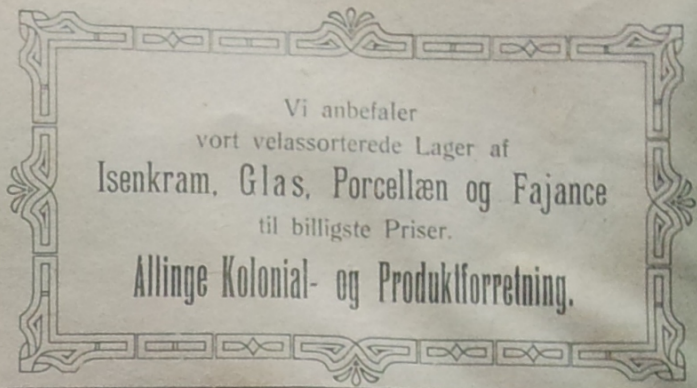 Vi anbefaler
vort velassorterede Lager af
Isenkram, Glas, Porcellæn og Fajance
til billigste Priser.
Allinge Kolonial- og Produktforretning.